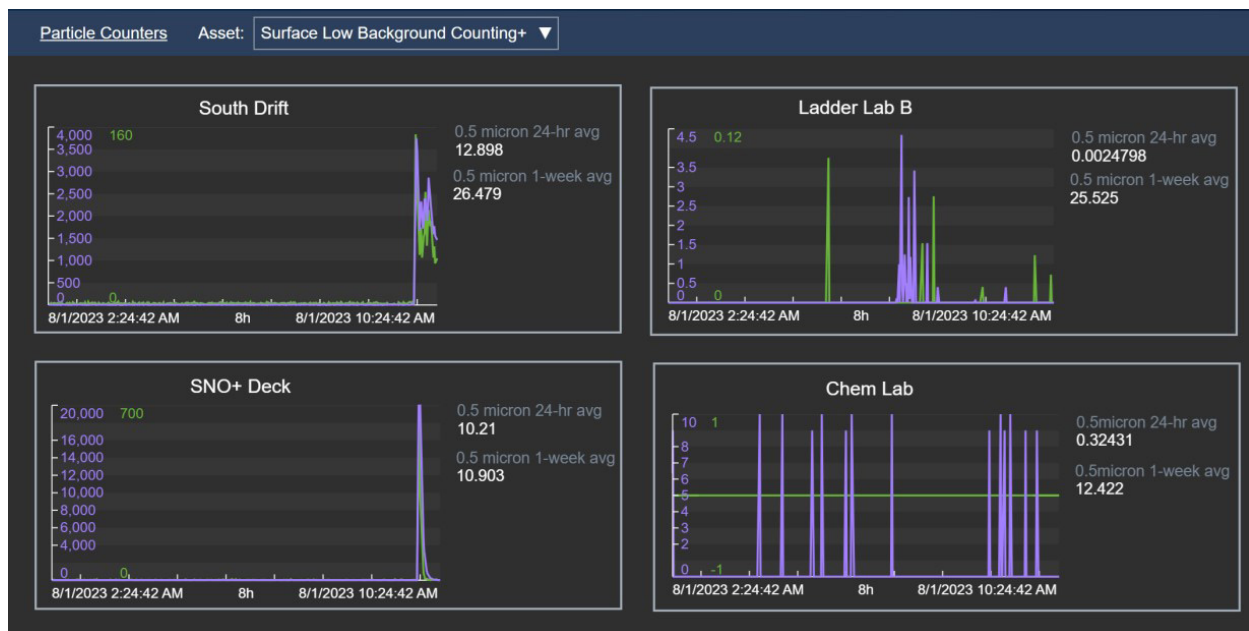 Particle Counters Asset: Surface Low Background Counting+ ▼
South Drift
4,000 160
3,500
3,000
2,500
2,000
1,500
1,000
500
0 0
8/1/2023 2:24:42 AM 8h 8/1/2023 10:24:42 AM
0.5 micron 24-hr avg
12.898
0.5 micron 1-week avg
26.479
Ladder Lab B
4.5 0.12
3.5
3
2.5
2
1.5
1
0.5
0 0
8/1/2023 2:24:42 AM 8h 8/1/2023 10:24:42 AM
0.5 micron 24-hr avg
0.0024798
0.5 micron 1-week avg
25.525
SNO+ Deck
20,000 700
16,000
14,000
12,000
10,000
8,000
6,000
4,000
0 0
8/1/2023 2:24:42 AM 8h 8/1/2023 10:24:42 AM
0.5 micron 24-hr avg
10.21
0.5 micron 1-week avg
10.903
Chem Lab
10 1
8
7
6
5
4
3
2
0 -1
8/1/2023 2:24:42 AM 8h 8/1/2023 10:24:42 AM
0.5micron 24-hr avg
0.32431
0.5micron 1-week avg
12.422